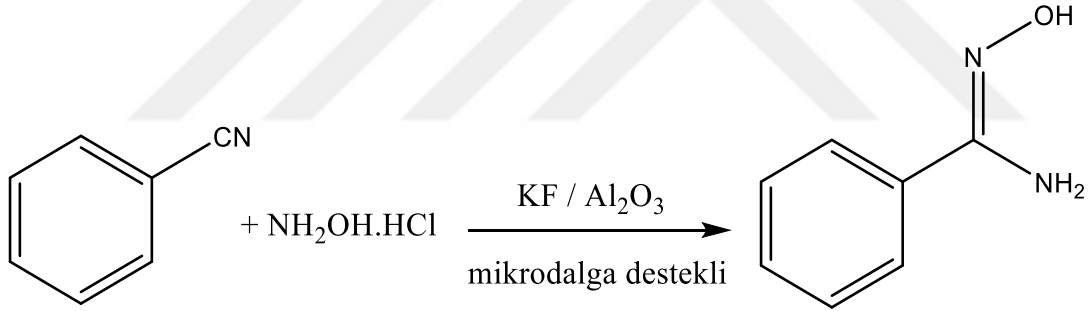 OH
N
CN
NH₂
+ NH₂OH.HCl
KF / Al₂O₃
mikrodalga destekli